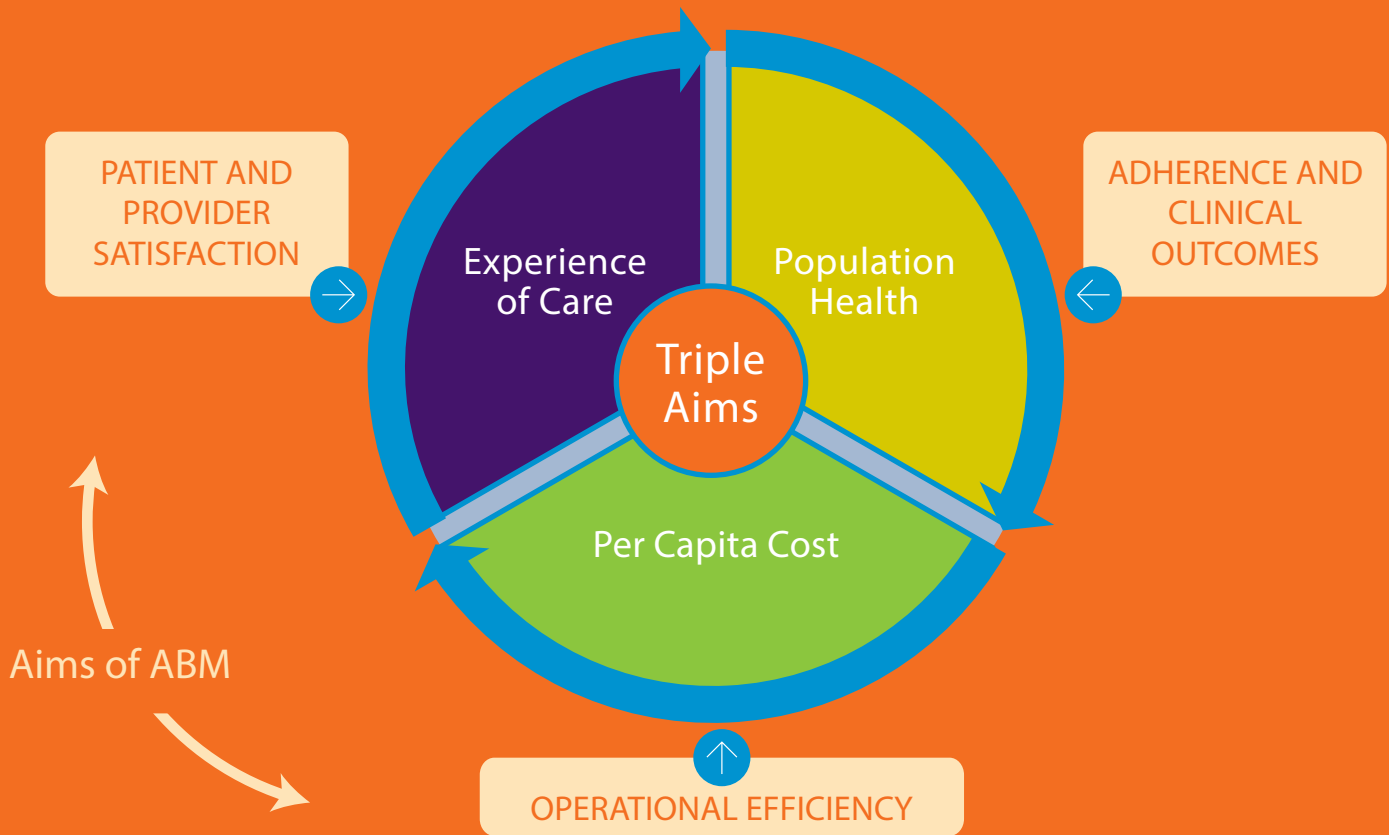 PATIENT AND
PROVIDER
SATISFACTION
Experience
of Care
Population
Health
ADHERENCE AND
CLINICAL
OUTCOMES
Triple
Aims
Per Capita Cost
Aims of ABM
OPERATIONAL EFFICIENCY